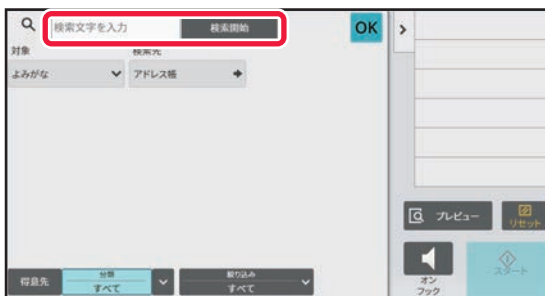 検索文字を入力 検索開始 OK
対象 検索先
よみがな アドレス帳
プレビュー リセット
得意先 分類 すべて 絞り込み すべて
オンフック スタート